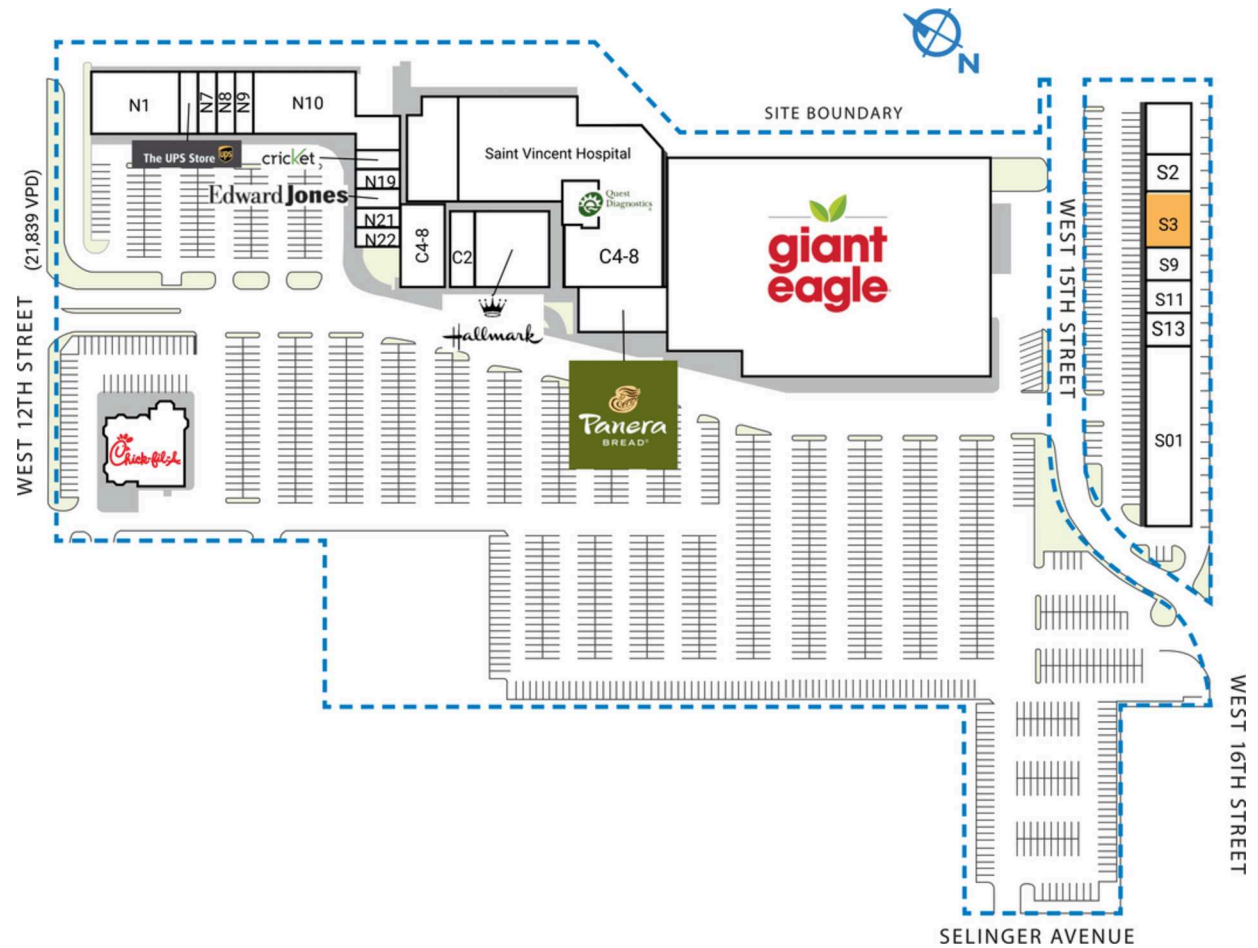 N
SITE BOUNDARY
N1
N7
N8
N9
N10
The UPS Store
ups
cricket
Edward Jones
N19
N21
N22
Saint Vincent Hospital
Quest
Diagnostics
C4-8
C2
C4-8
Hallmark
giant
eagle
Panera
BREAD®
Chick-fil-A
S2
S3
S9
S11
S13
S01
(21,839 VPD)
WEST 12TH STREET
WEST 15TH STREET
WEST 16TH STREET
SELINGER AVENUE